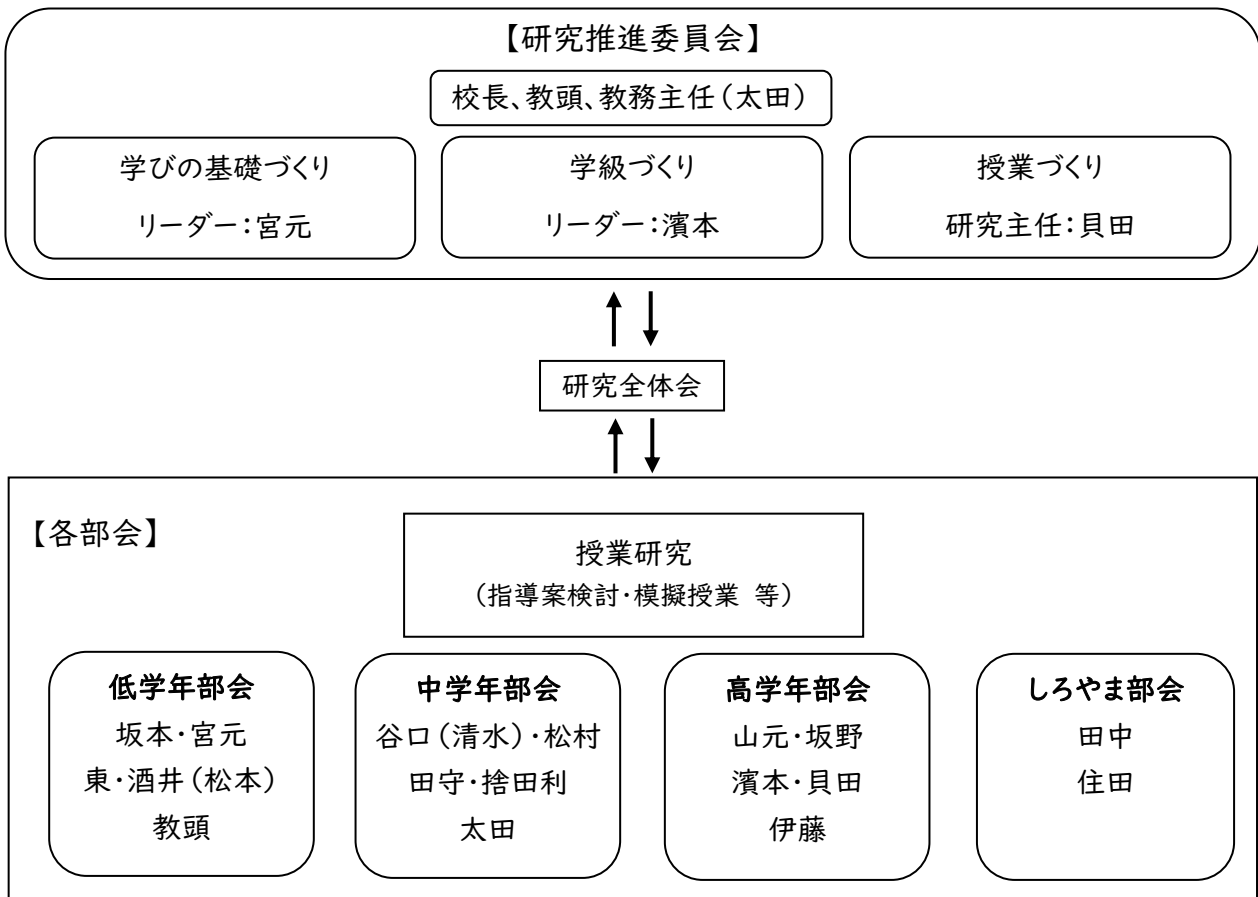 【研究推進委員会】
校長、教頭、教務主任(太田)
学びの基礎づくり
リーダー:宮元
学級づくり
リーダー:濱本
授業づくり
研究主任:貝田
研究全体会
【各部会】
授業研究
(指導案検討・模擬授業 等)
低学年部会
坂本・宮元
東・酒井(松本)
教頭
中学年部会
谷口(清水)・松村
田守・捨田利
太田
高学年部会
山元・坂野
濱本・貝田
伊藤
しろやま部会
田中
住田